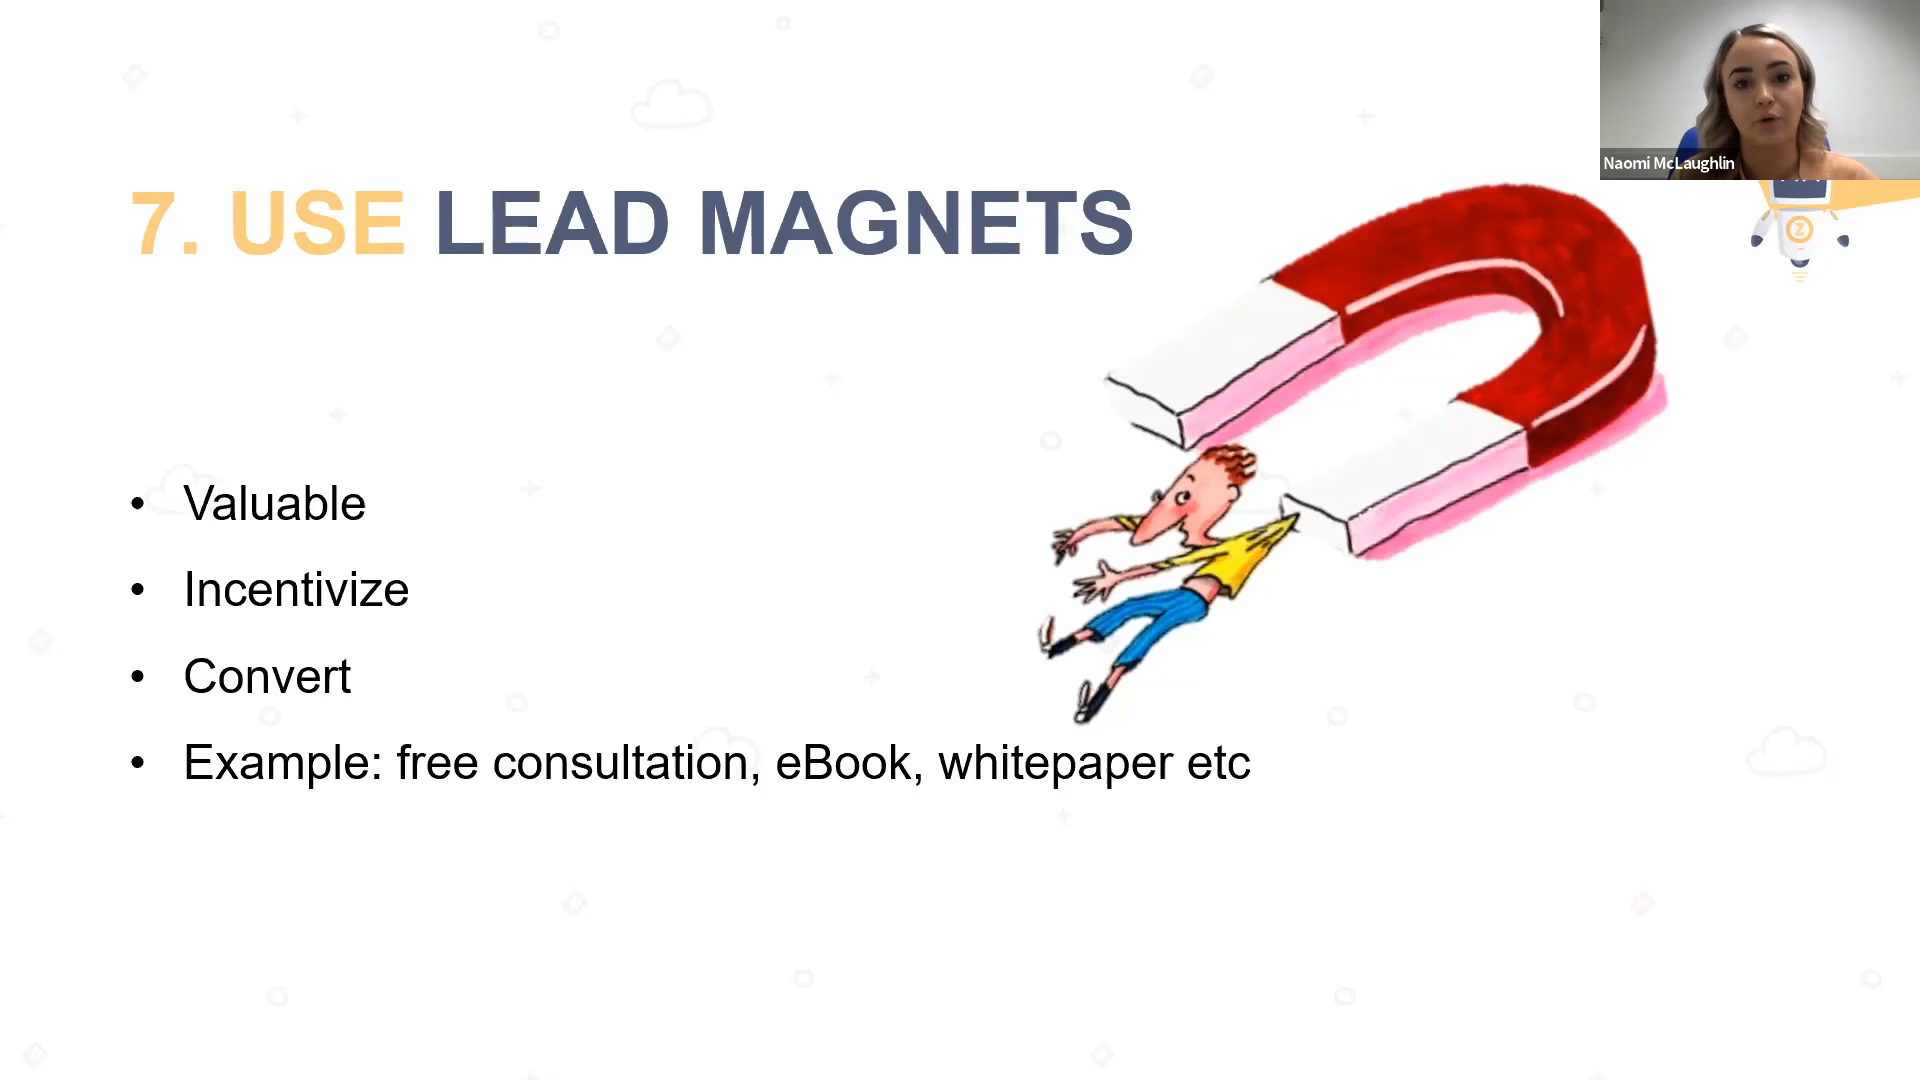 Naomi McLaughlin
7. USE LEAD MAGNETS
Z
• Valuable
• Incentivize
• Convert
• Example: free consultation, eBook, whitepaper etc